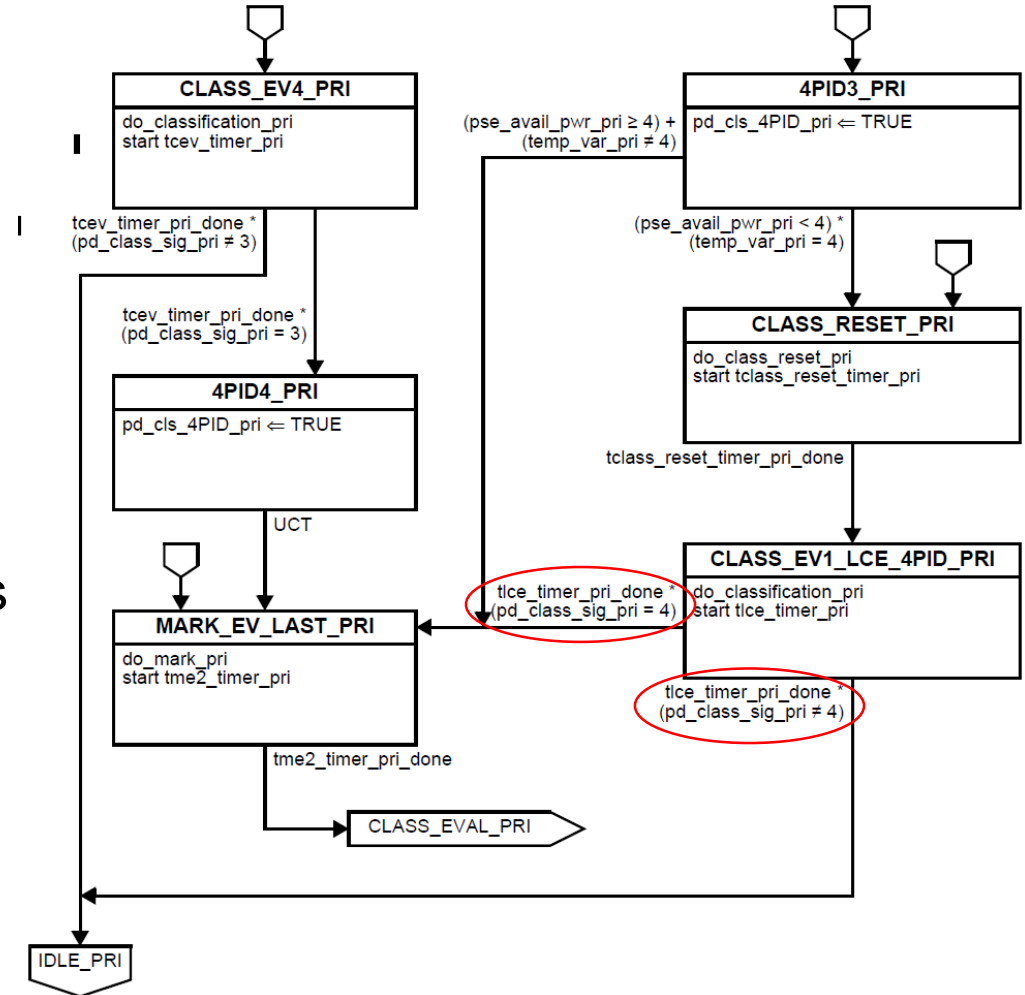 CLASS_EV4_PRI
do_classification_pri
start tcev_timer_pri
tcev_timer_pri_done *
(pd_class_sig_pri ≠ 3)
tcev_timer_pri_done *
(pd_class_sig_pri = 3)
4PID4_PRI
pd_cls_4PID_pri ⇐ TRUE
UCT
S
MARK_EV_LAST_PRI
do_mark_pri
start tme2_timer_pri
tme2_timer_pri_done
CLASS_EVAL_PRI
IDLE_PRI
4PID3_PRI
pd_cls_4PID_pri ⇐ TRUE
(pse_avail_pwr_pri ≥ 4) +
(temp_var_pri ≠ 4)
(pse_avail_pwr_pri < 4) *
(temp_var_pri = 4)
CLASS_RESET_PRI
do_class_reset_pri
start tclass_reset_timer_pri
tclass_reset_timer_pri_done
CLASS_EV1_LCE_4PID_PRI
do_classification_pri
start tlce_timer_pri
tlce_timer_pri_done *
(pd_class_sig_pri = 4)
tlce_timer_pri_done *
(pd_class_sig_pri ≠ 4)